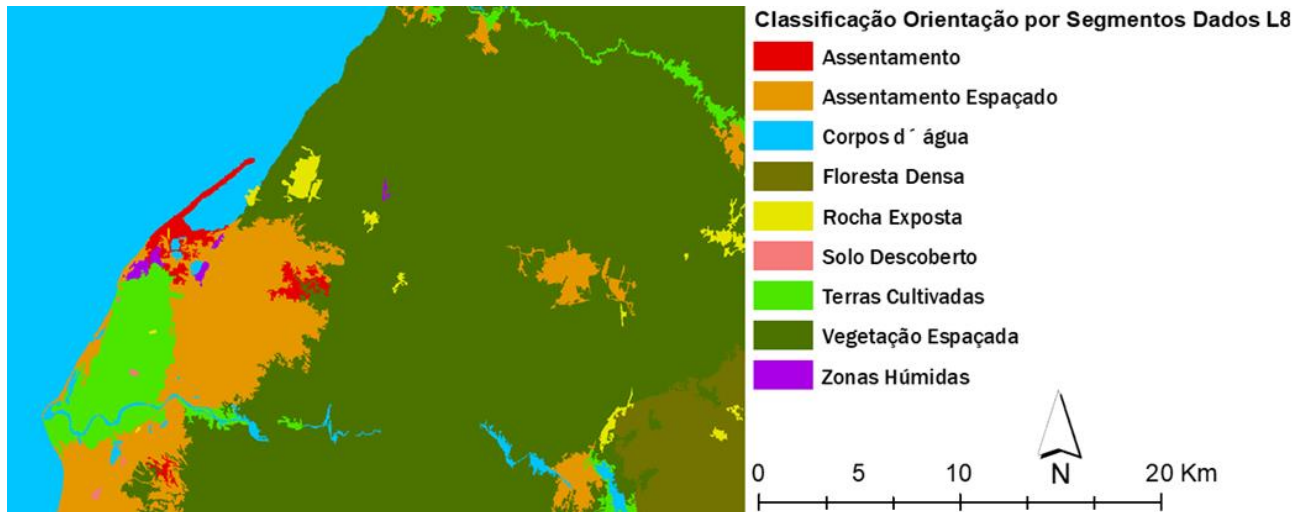 Classificação Orientação por Segmentos Dados L8
Assentamento
Assentamento Espaçado
Corpos d´ água
Floresta Densa
Rocha Exposta
Solo Descoberto
Terras Cultivadas
Vegetação Espaçada
Zonas Húmidas
N
0 5 10 20 Km